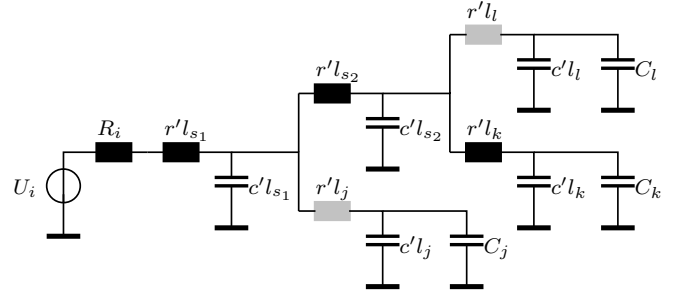 r'l_l
c'l_l
C_l
r'l_{s_2}
c'l_{s_2}
r'l_k
c'l_k
C_k
R_i
r'l_{s_1}
U_i
c'l_{s_1}
r'l_j
c'l_j
C_j